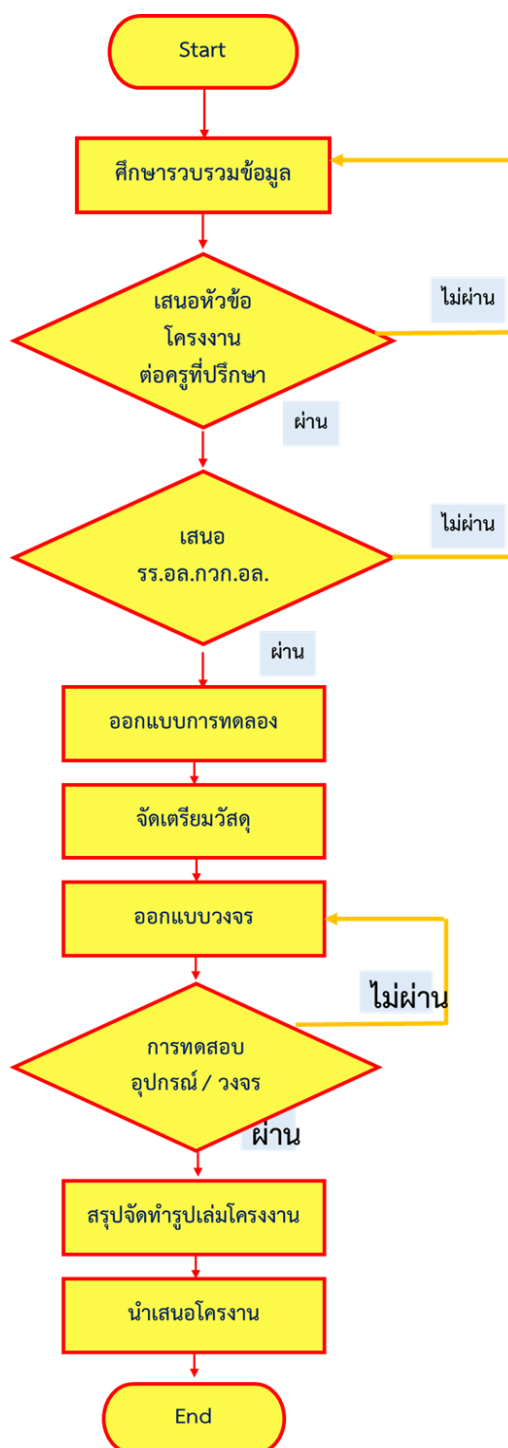 Start
ศึกษารวบรวมข้อมูล
เสนอหัวข้อ
โครงงาน
ต่อครูที่ปรึกษา
ไม่ผ่าน
ผ่าน
เสนอ
รร.อล.กวก.อล.
ไม่ผ่าน
ผ่าน
ออกแบบการทดลอง
จัดเตรียมวัสดุ
ออกแบบวงจร
ไม่ผ่าน
การทดสอบ
อุปกรณ์ / วงจร
ผ่าน
สรุปจัดทำรูปเล่มโครงงาน
นำเสนอโครงาน
End